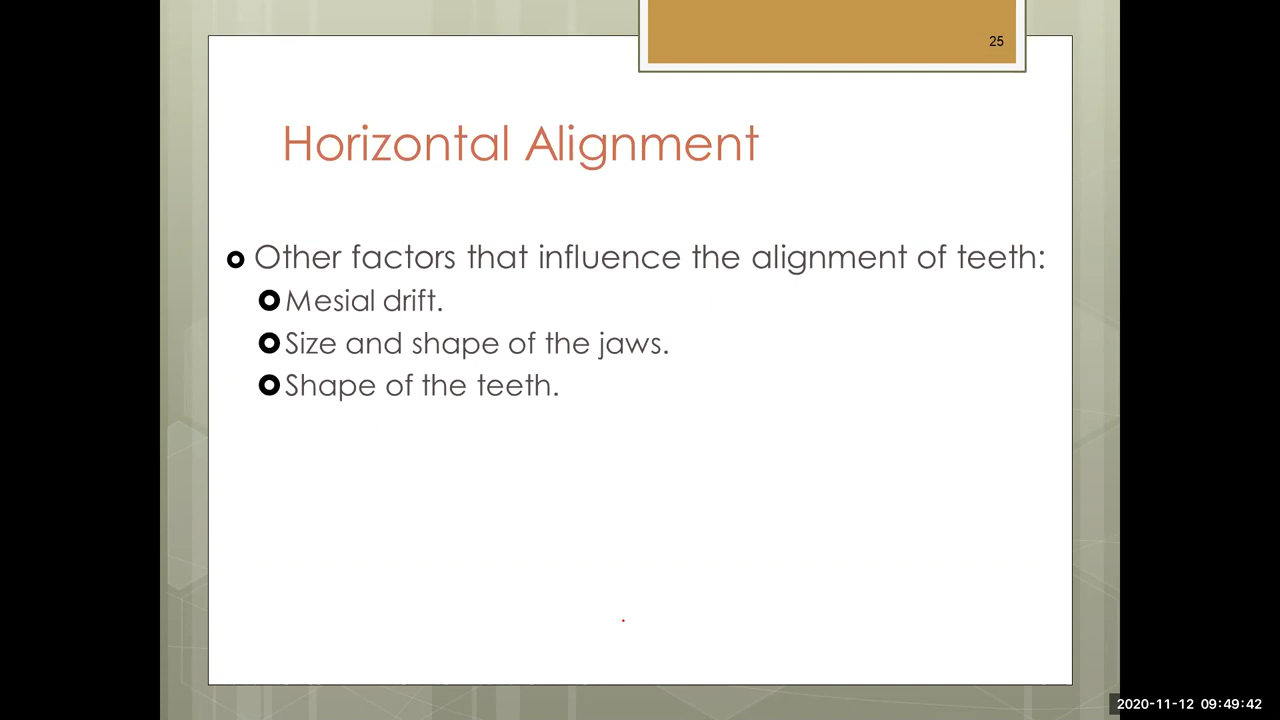 25
Horizontal Alignment
Other factors that influence the alignment of teeth:
Mesial drift.
Size and shape of the jaws.
Shape of the teeth.
2020-11-12 09:49:42